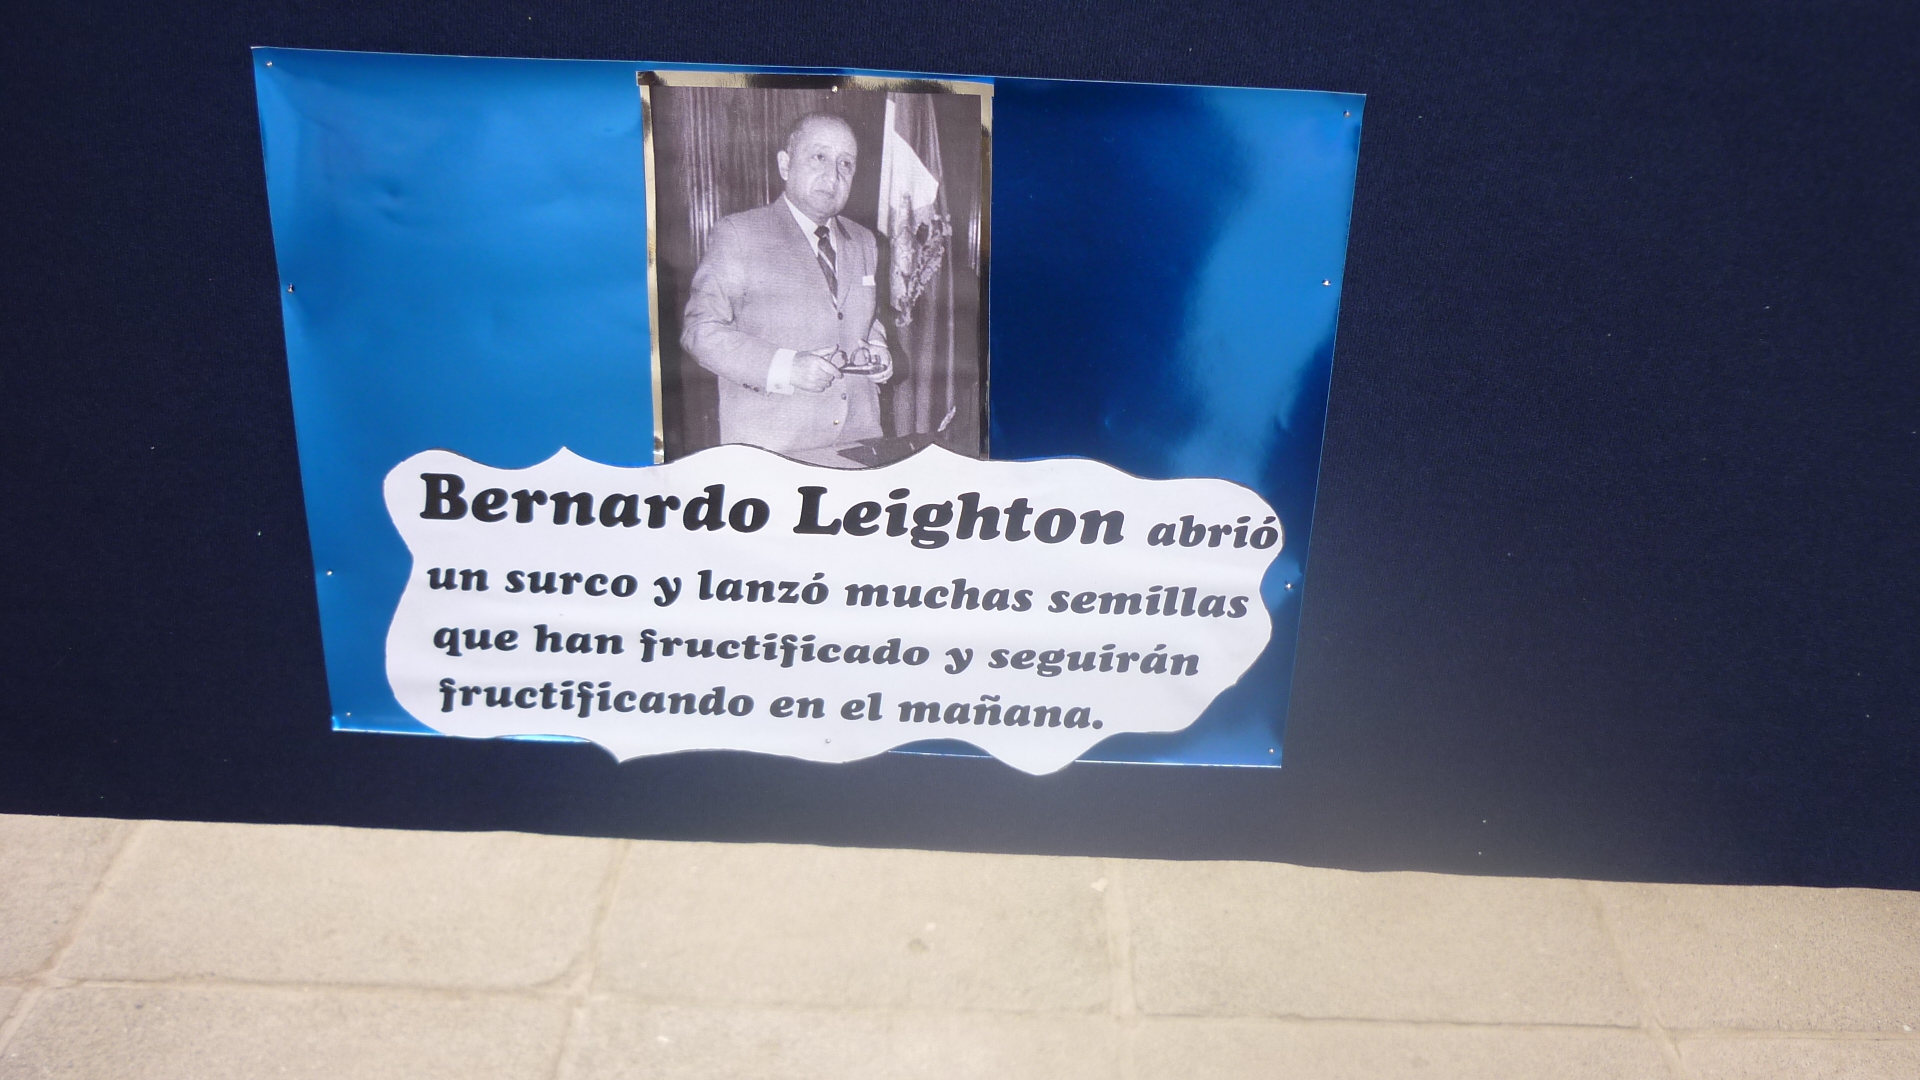 Bernardo Leighton abrió
un surco y lanzó muchas semillas
que han fructificado y seguirán
fructificando en el mañana.